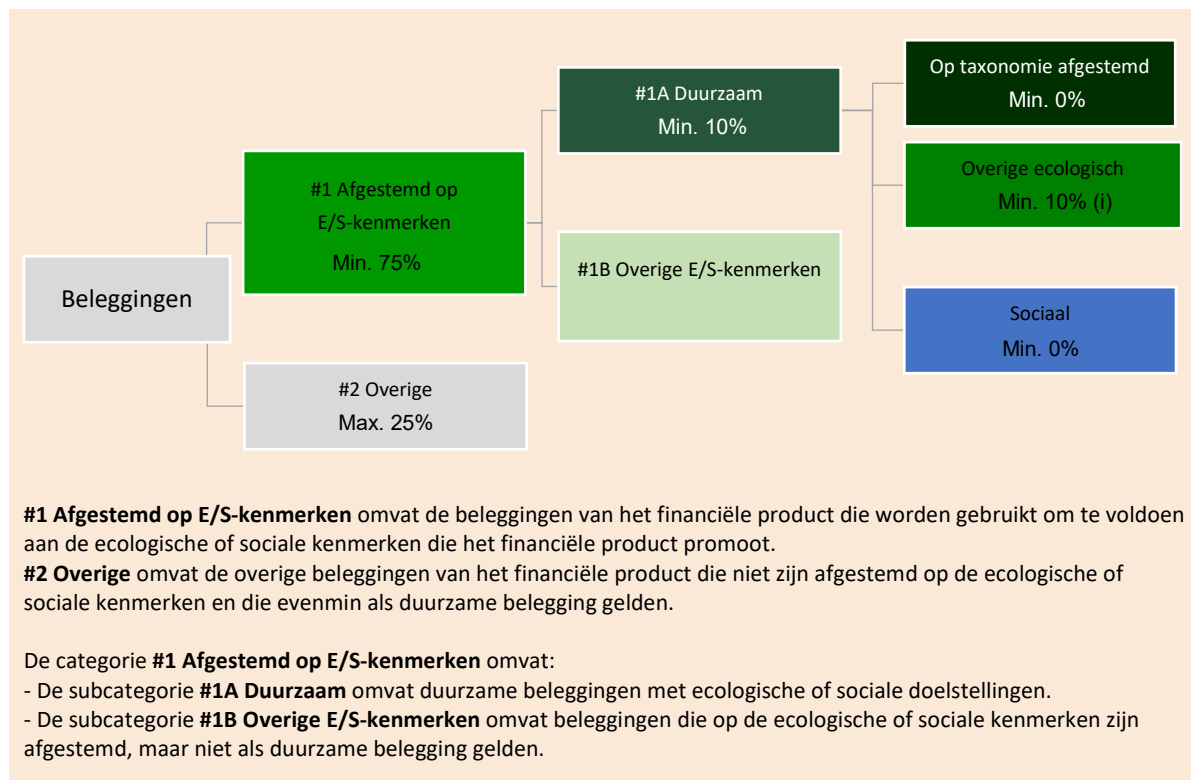 Beleggingen
#1 Afgestemd op
E/S-kenmerken
Min. 75%
#2 Overige
Max. 25%
#1A Duurzaam
Min. 10%
#1B Overige E/S-kenmerken
Op taxonomie afgestemd
Min. 0%
Overige ecologisch
Min. 10% (i)
Sociaal
Min. 0%
#1 Afgestemd op E/S-kenmerken omvat de beleggingen van het financiële product die worden gebruikt om te voldoen
aan de ecologische of sociale kenmerken die het financiële product promoot.
#2 Overige omvat de overige beleggingen van het financiële product die niet zijn afgestemd op de ecologische of
sociale kenmerken en die evenmin als duurzame belegging gelden.
De categorie #1 Afgestemd op E/S-kenmerken omvat:
- De subcategorie #1A Duurzaam omvat duurzame beleggingen met ecologische of sociale doelstellingen.
- De subcategorie #1B Overige E/S-kenmerken omvat beleggingen die op de ecologische of sociale kenmerken zijn
afgestemd, maar niet als duurzame belegging gelden.